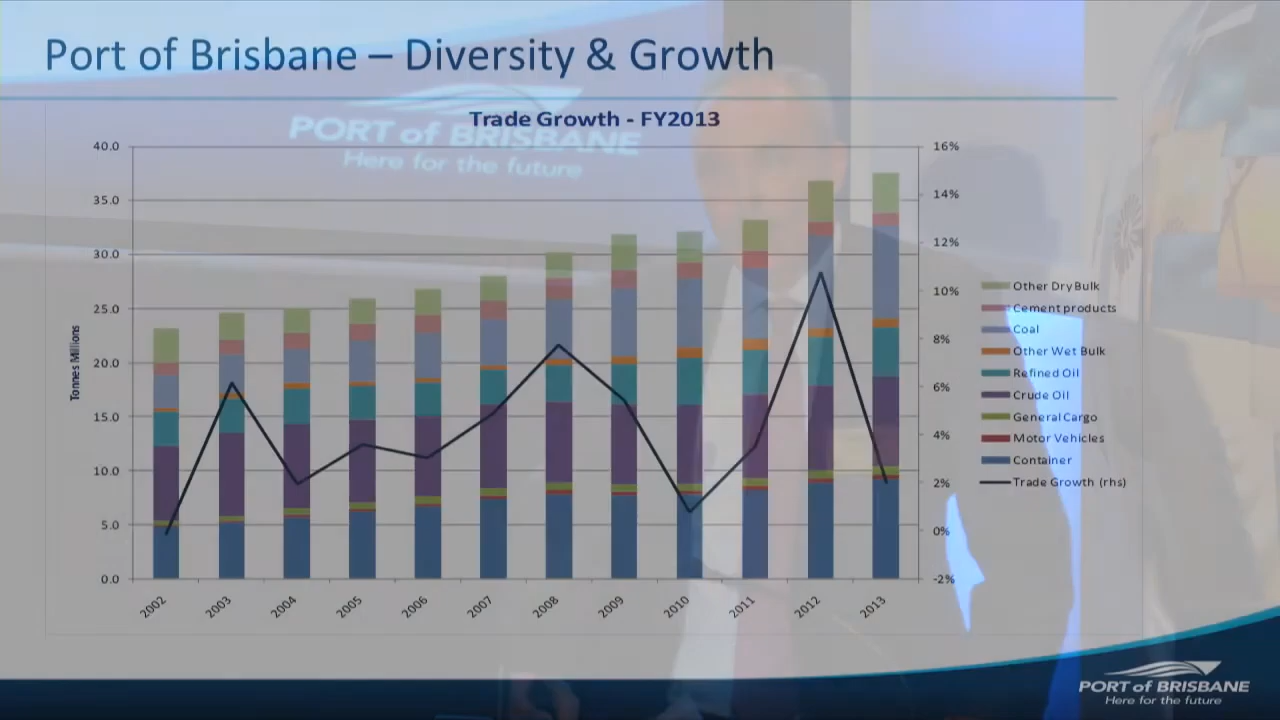 Port of Brisbane – Diversity & Growth
Trade Growth - FY2013
PORT of BRISBANE
Here for the future
40.0
35.0
30.0
25.0
20.0
15.0
10.0
5.0
0.0
Tonnes Millions
16%
14%
12%
10%
8%
6%
4%
2%
0%
-2%
Other Dry Bulk
Cement products
Coal
Other Wet Bulk
Refined Oil
Crude Oil
General Cargo
Motor Vehicles
Container
Trade Growth (rhs)
2002 2003 2004 2005 2006 2007 2008 2009 2010 2011 2012 2013
PORT of BRISBANE
Here for the future